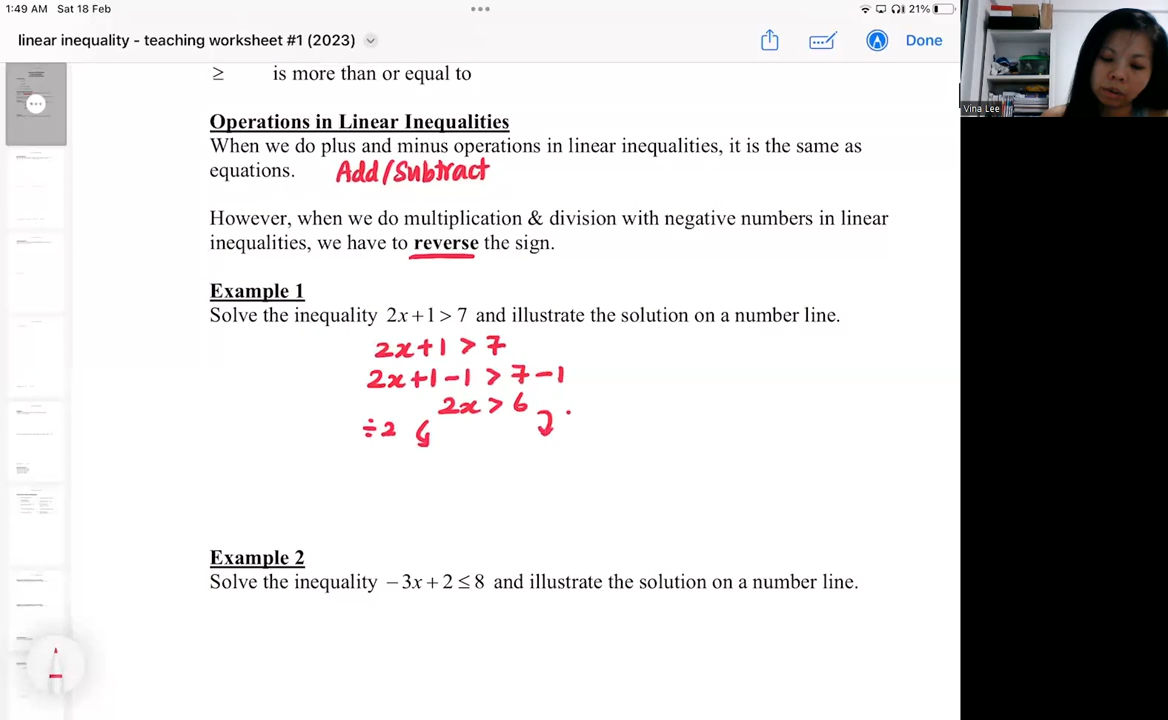 1:49 AM Sat 18 Feb
21%
linear inequality - teaching worksheet #1 (2023)
Done
Vina Lee
≥ is more than or equal to
Operations in Linear Inequalities
When we do plus and minus operations in linear inequalities, it is the same as
equations. Add/Subtract
However, when we do multiplication & division with negative numbers in linear
inequalities, we have to reverse the sign.
Example 1
Solve the inequality 2x+1 > 7 and illustrate the solution on a number line.
2x+1 > 7
2x+1-1 > 7-1
2x > 6
÷2
Example 2
Solve the inequality −3x+2 ≤ 8 and illustrate the solution on a number line.